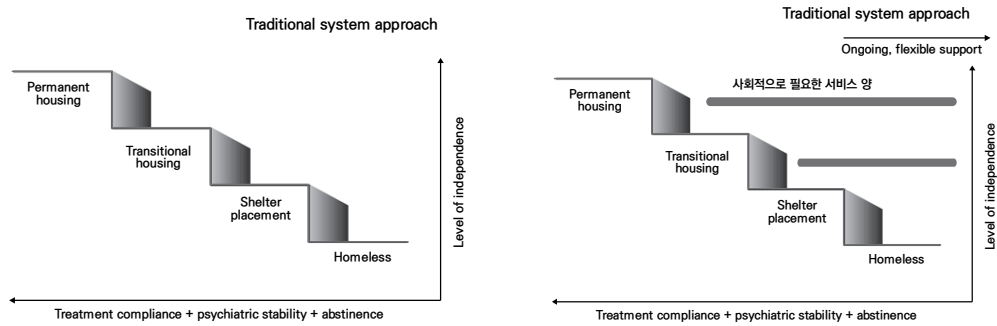 Traditional system approach
Permanent
housing
Transitional
housing
Shelter
placement
Homeless
Level of independence
Treatment compliance + psychiatric stability + abstinence
Traditional system approach
Ongoing, flexible support
사회적으로 필요한 서비스 양
Permanent
housing
Transitional
housing
Shelter
placement
Homeless
Level of independence
Treatment compliance + psychiatric stability + abstinence